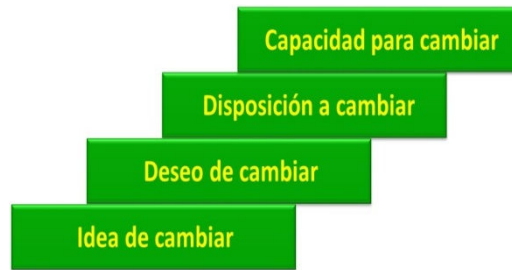 Capacidad para cambiar
Disposición a cambiar
Deseo de cambiar
Idea de cambiar